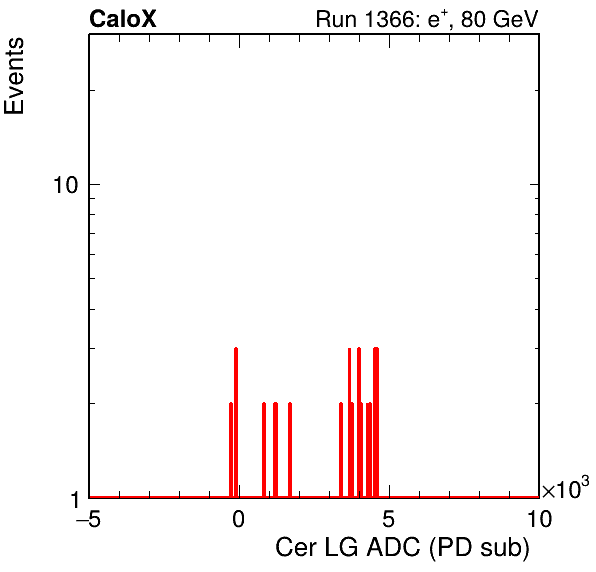 CaloX Run 1366: e⁺, 80 GeV
Events
10
1
−5 0 5 10
×10³
Cer LG ADC (PD sub)